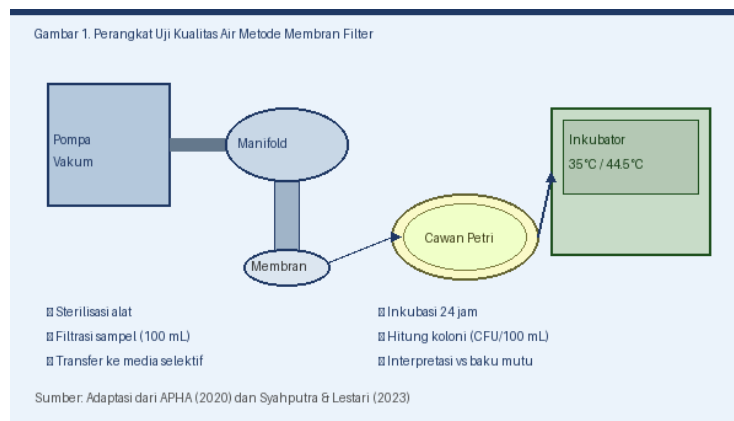 Gambar 1. Perangkat Uji Kualitas Air Metode Membran Filter
Pompa
Vakum
Manifold
Membran
Cawan Petri
Inkubator
35°C / 44.5°C
Sterilisasi alat
Filtrasi sampel (100 mL)
Transfer ke media selektif
Inkubasi 24 jam
Hitung koloni (CFU/100 mL)
Interpretasi vs baku mutu
Sumber: Adaptasi dari APHA (2020) dan Syahputra & Lestari (2023)